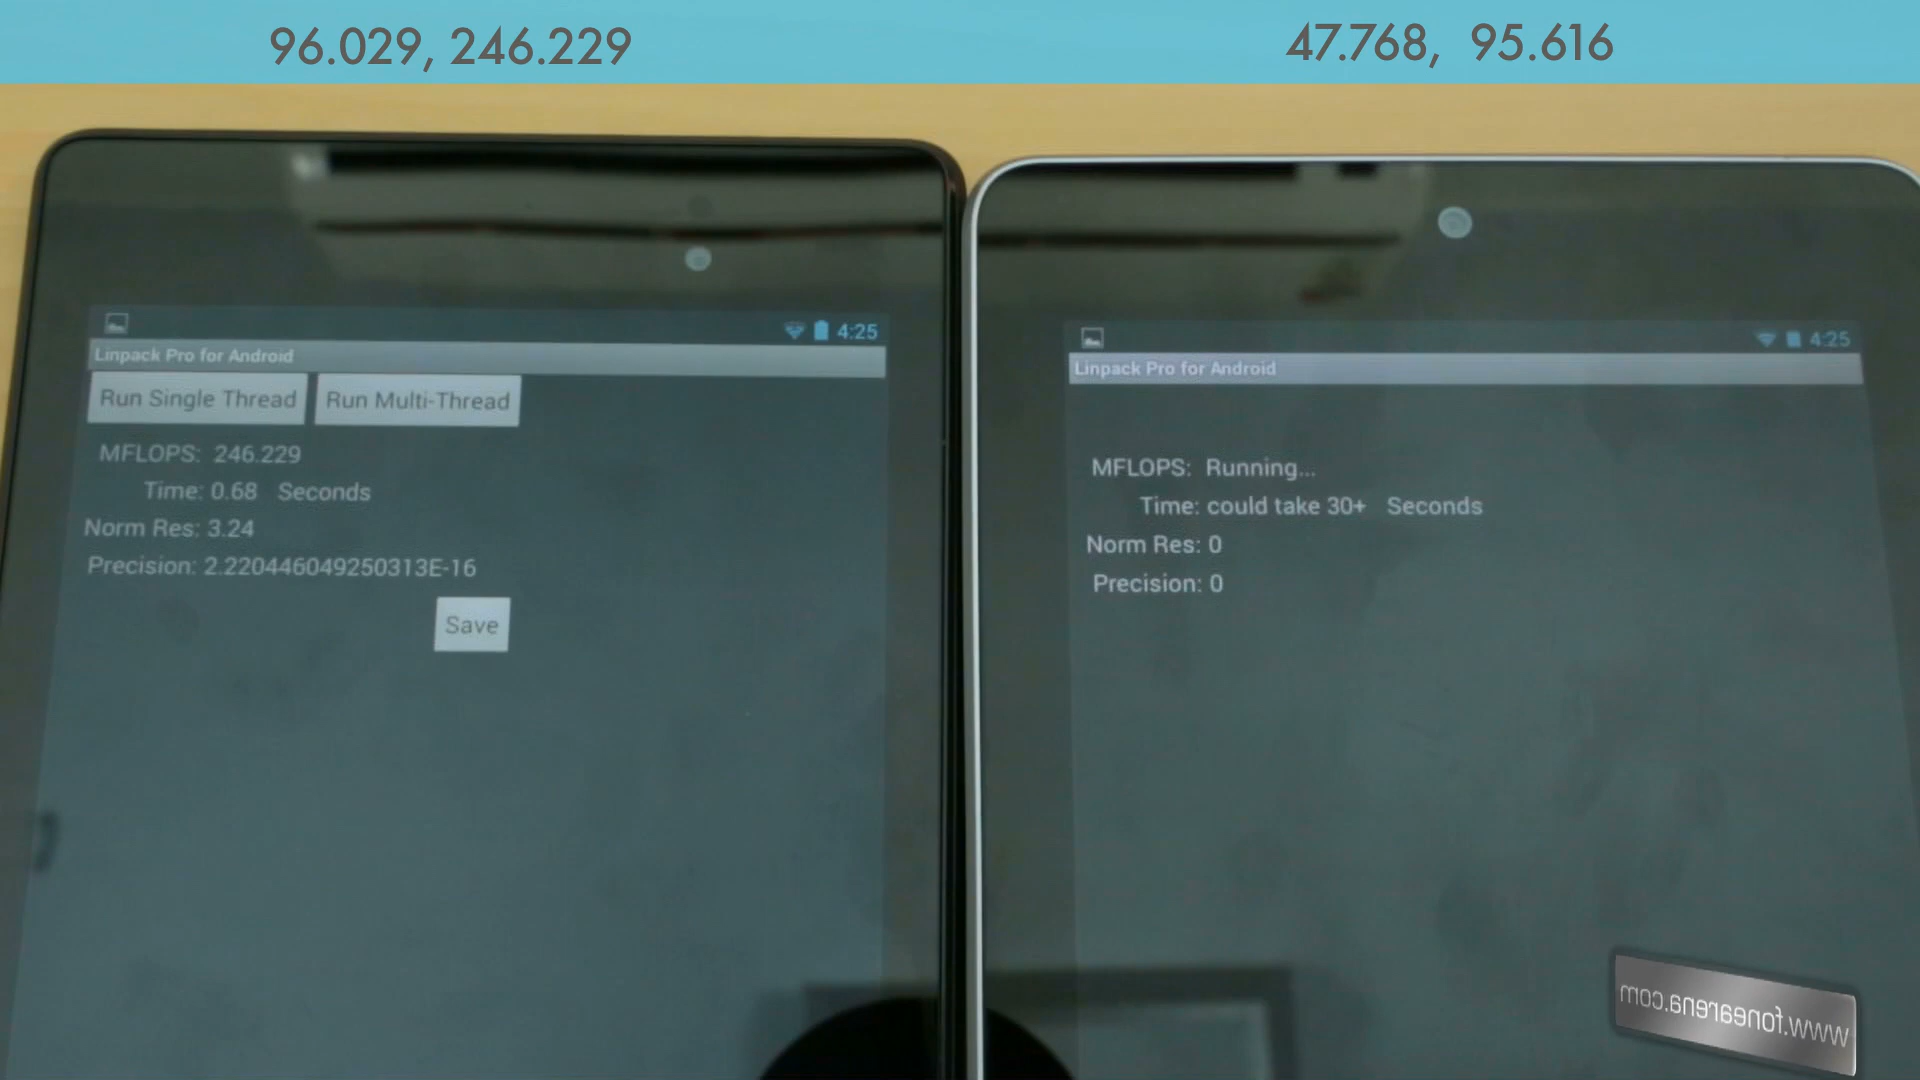 96.029, 246.229
47.768, 95.616
4:25
Linpack Pro for Android
Run Single Thread Run Multi-Thread
MFLOPS: 246.229
Time: 0.68 Seconds
Norm Res: 3.24
Precision: 2.220446049250313E-16
Save
4:25
Linpack Pro for Android
MFLOPS: Running...
Time: could take 30+ Seconds
Norm Res: 0
Precision: 0
www.fonearena.com